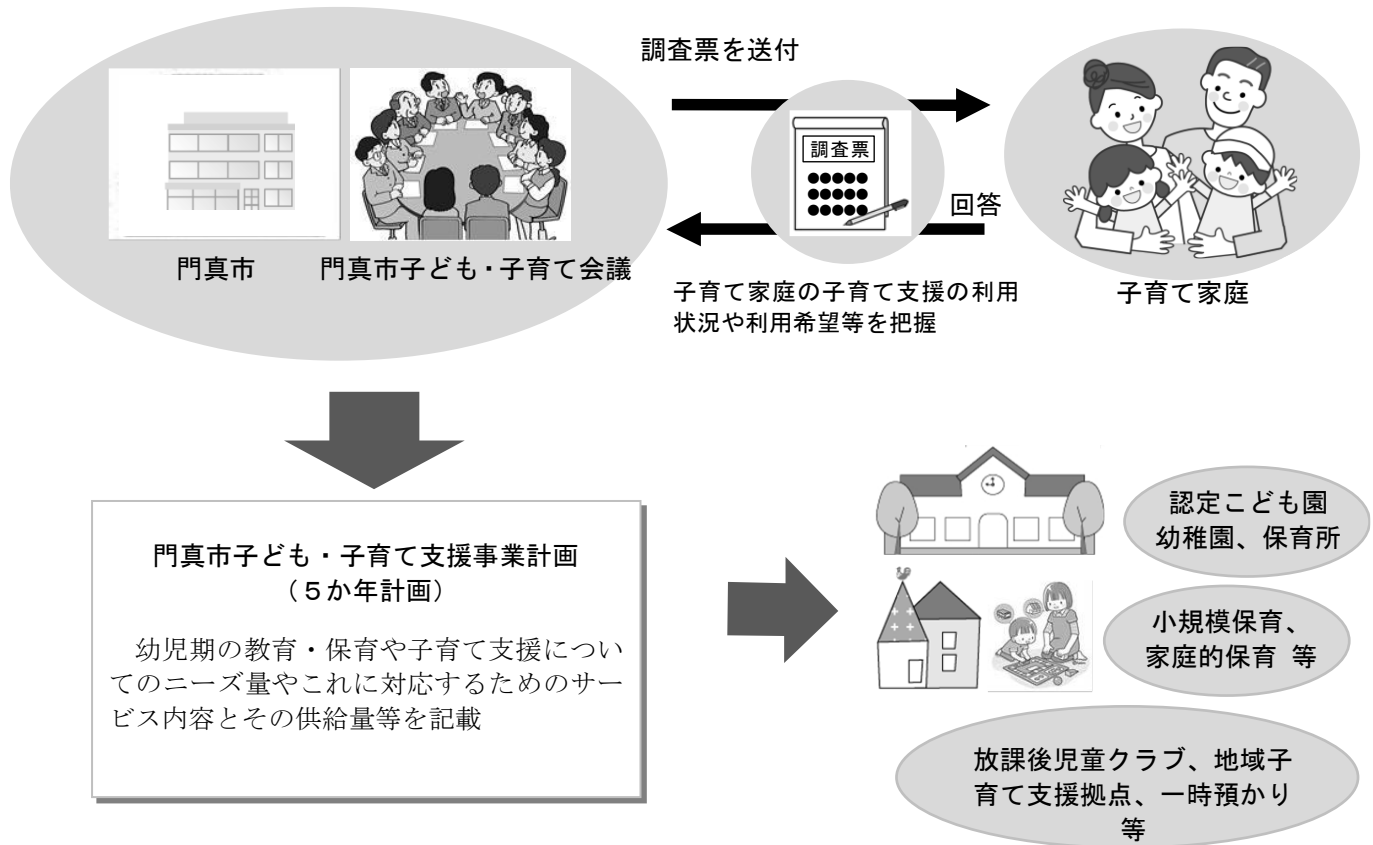 調査票を送付
調査票
回答
門真市
門真市子ども・子育て会議
子育て家庭の子育て支援の利用
状況や利用希望等を把握
子育て家庭
門真市子ども・子育て支援事業計画
（５か年計画）
幼児期の教育・保育や子育て支援につい
てのニーズ量やこれに対応するためのサー
ビス内容とその供給量等を記載
認定こども園
幼稚園、保育所
小規模保育、
家庭的保育 等
放課後児童クラブ、地域子
育て支援拠点、一時預かり
等